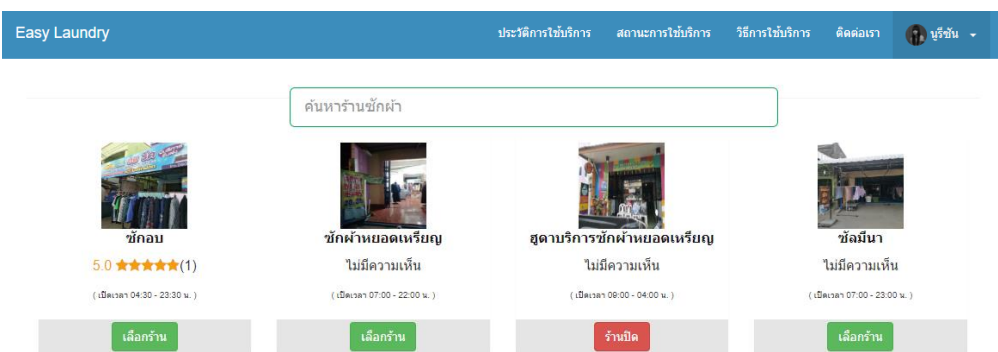 Easy Laundry ประวัติการใช้บริการ สถานะการใช้บริการ วิธีการใช้บริการ ติดต่อเรา นูรีซัน
ค้นหาร้านซักผ้า
ซักอบ ซักผ้าหยอดเหรียญ ฮูดาบริการซักผ้าหยอดเหรียญ ซัลมีนา
5.0 ★★★★★(1) ไม่มีความเห็น ไม่มีความเห็น ไม่มีความเห็น
( เปิดเวลา 04:30 - 23:30 น. ) ( เปิดเวลา 07:00 - 22:00 น. ) ( เปิดเวลา 09:00 - 04:00 น. ) ( เปิดเวลา 07:00 - 23:00 น. )
เลือกร้าน เลือกร้าน ร้านปิด เลือกร้าน